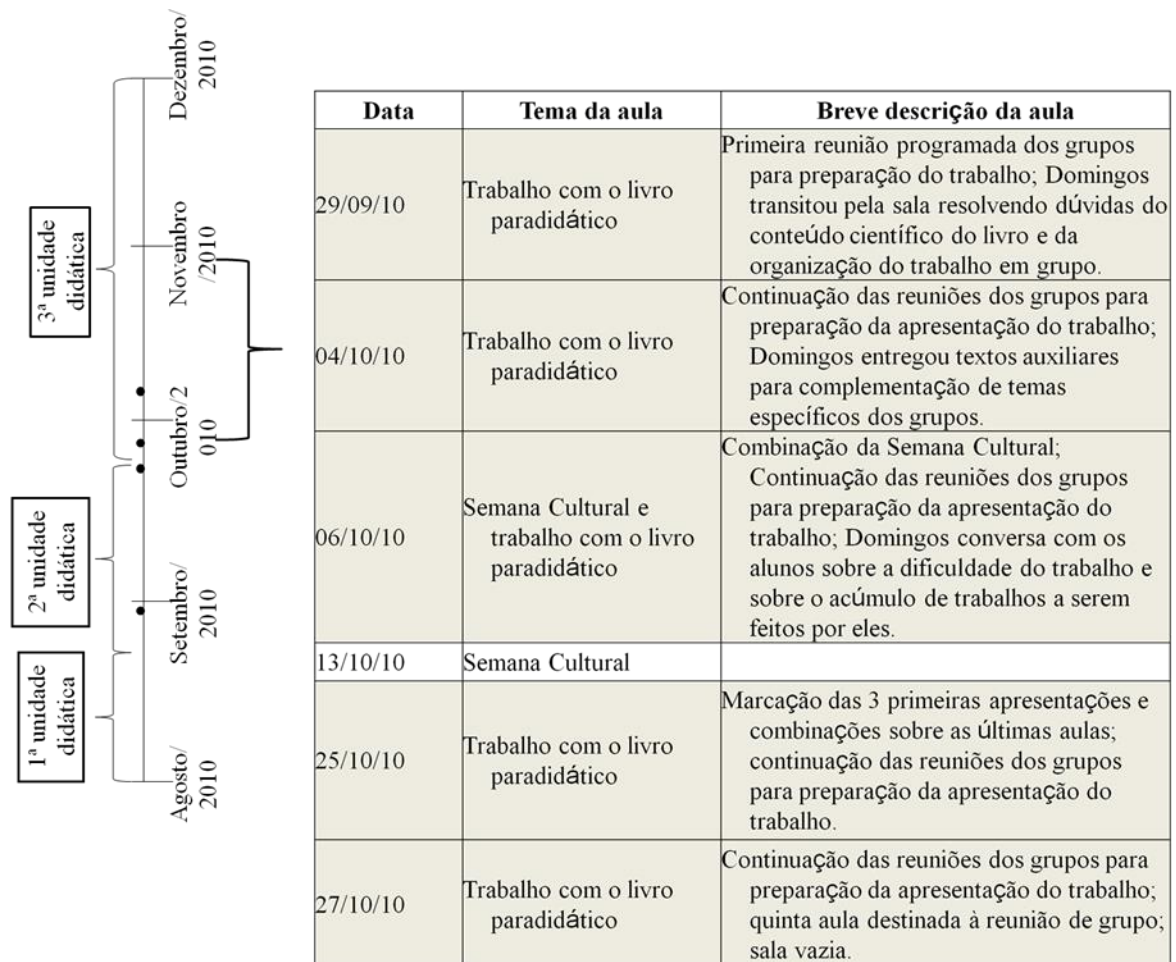 Dezembro/
2010
Novembro
/2010
Outubro/2
010
Setembro/
2010
Agosto/
2010
3ª unidade
didática
2ª unidade
didática
1ª unidade
didática
Data Tema da aula Breve descrição da aula
29/09/10
Trabalho com o livro
paradidático
Primeira reunião programada dos grupos
para preparação do trabalho; Domingos
transitou pela sala resolvendo dúvidas do
conteúdo científico do livro e da
organização do trabalho em grupo.
04/10/10
Trabalho com o livro
paradidático
Continuação das reuniões dos grupos para
preparação da apresentação do trabalho;
Domingos entregou textos auxiliares
para complementação de temas
específicos dos grupos.
06/10/10
Semana Cultural e
trabalho com o livro
paradidático
Combinação da Semana Cultural;
Continuação das reuniões dos grupos
para preparação da apresentação do
trabalho; Domingos conversa com os
alunos sobre a dificuldade do trabalho e
sobre o acúmulo de trabalhos a serem
feitos por eles.
13/10/10 Semana Cultural
25/10/10
Trabalho com o livro
paradidático
Marcação das 3 primeiras apresentações e
combinações sobre as últimas aulas;
continuação das reuniões dos grupos
para preparação da apresentação do
trabalho.
27/10/10
Trabalho com o livro
paradidático
Continuação das reuniões dos grupos para
preparação da apresentação do trabalho;
quinta aula destinada à reunião de grupo;
sala vazia.